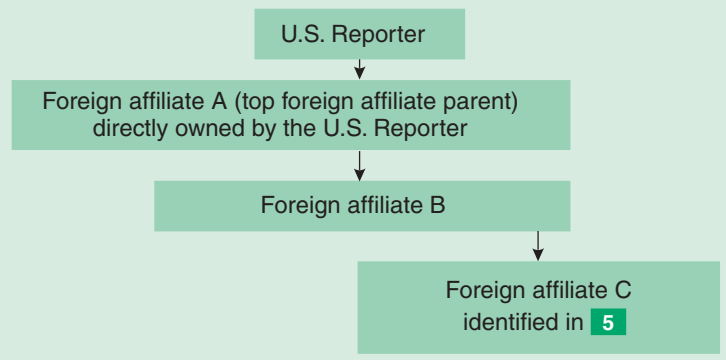 U.S. Reporter
Foreign affiliate A (top foreign affiliate parent)
directly owned by the U.S. Reporter
Foreign affiliate B
Foreign affiliate C
identified in 5